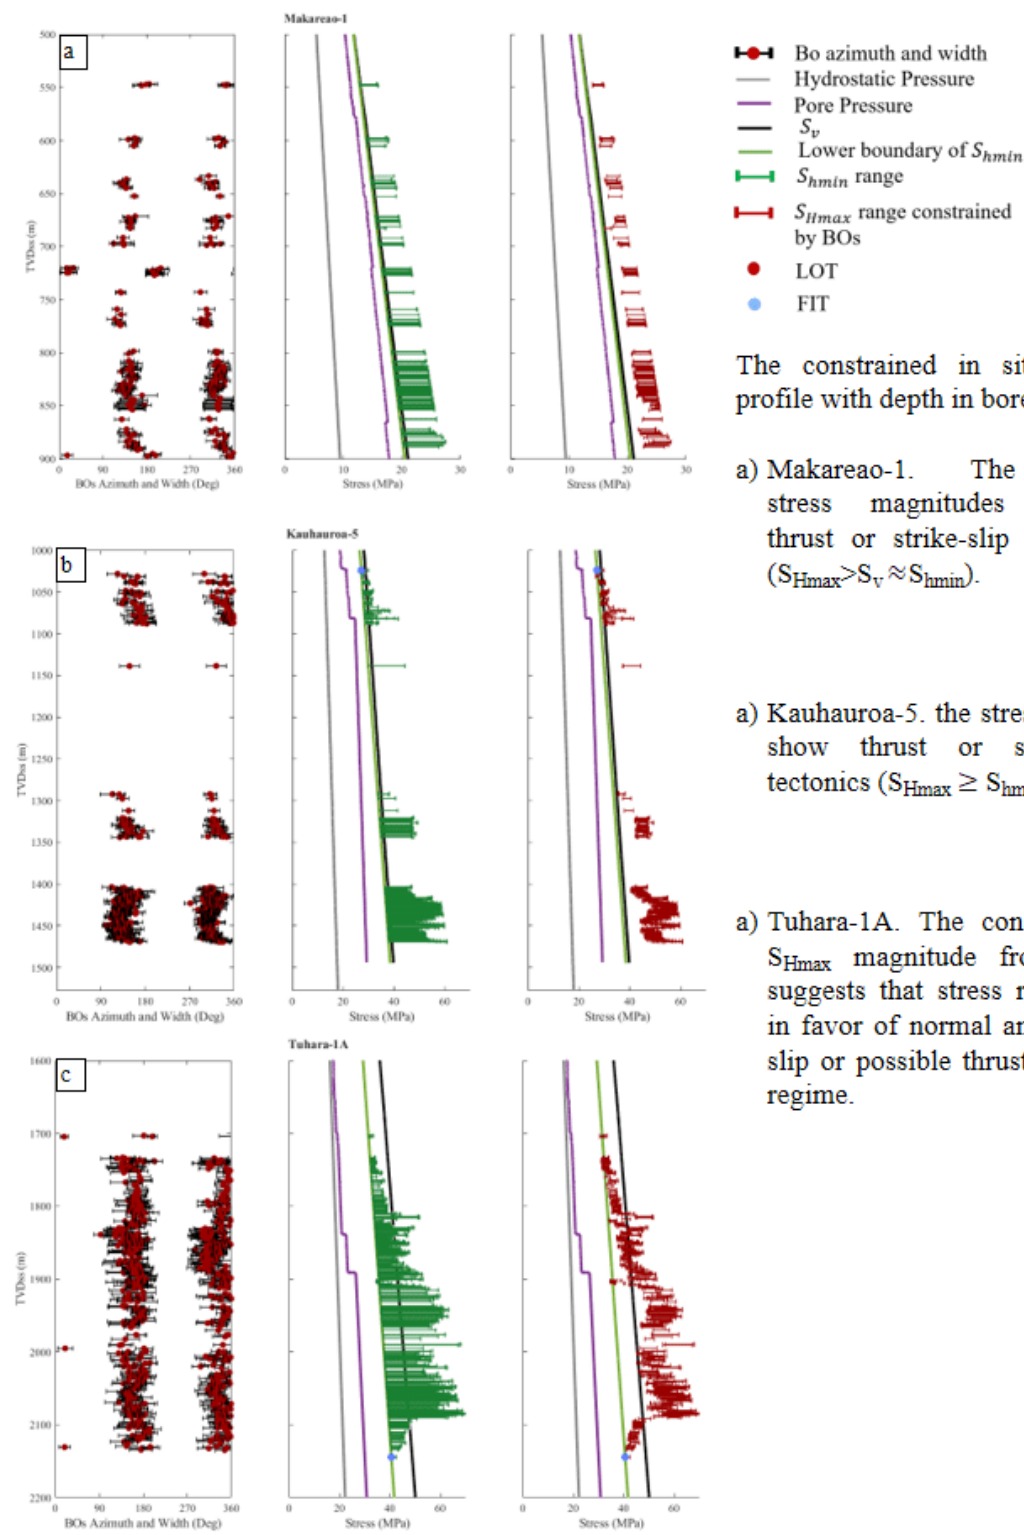 Makareao-1
a
500
550
600
650
700
750
800
850
900
TVDss (m)
0 90 180 270 360
BOs Azimuth and Width (Deg)
0 10 20 30
Stress (MPa)
0 10 20 30
Stress (MPa)
Bo azimuth and width
Hydrostatic Pressure
Pore Pressure
Sv
Lower boundary of Shmin
Shmin range
SHmax range constrained
by BOs
LOT
FIT
The constrained in sit
profile with depth in bore
a) Makareao-1. The
stress magnitudes
thrust or strike-slip
(SHmax>Sv≈Shmin).
Kauhauroa-5
b
1000
1050
1100
1150
1200
1250
1300
1350
1400
1450
1500
TVDss (m)
0 90 180 270 360
BOs Azimuth and Width (Deg)
0 20 40 60
Stress (MPa)
0 20 40 60
Stress (MPa)
a) Kauhauroa-5. the stres
show thrust or s
tectonics (SHmax ≥ Shm
Tuhara-1A
c
1600
1700
1800
1900
2000
2100
2200
TVDss (m)
0 90 180 270 360
BOs Azimuth and Width (Deg)
0 20 40 60
Stress (MPa)
0 20 40 60
Stress (MPa)
a) Tuhara-1A. The con
SHmax magnitude fro
suggests that stress r
in favor of normal an
slip or possible thrust
regime.